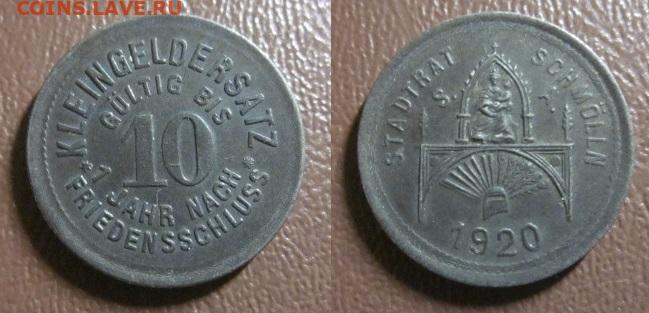 COINS.LAVE.RU
KLEINGELDERSATZ
GÜLTIG BIS
10
* 1 JAHR NACH *
FRIEDENSSCHLUSS
STADTRAT SCHMÖLLN
S
1920